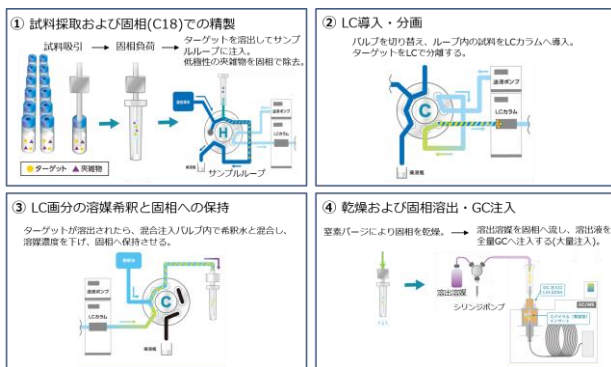 ① 試料採取および固相(C18)での精製
試料吸引
固相負荷
ターゲットを溶出してサンプ
ルループに注入。
低極性の夾雑物を固相で除去。
送液ポンプ
LCカラム
H
ターゲット
夾雑物
サンプルループ
② LC導入・分画
バルブを切り替え、ループ内の試料をLCカラムへ導入。
ターゲットをLCで分離する。
送液ポンプ
LCカラム
C
廃液瓶
③ LC画分の溶媒希釈と固相への保持
ターゲットが溶出されたら、混合注入バルブ内で希釈水と混合し、
溶媒濃度を下げ、固相へ保持させる。
送液ポンプ
LCカラム
C
廃液瓶
④ 乾燥および固相溶出・GC注入
窒素パージにより固相を乾燥。
溶出溶媒を固相へ流し、溶出液を
全量GCへ注入する(大量注入)。
溶出溶媒
シリンジポンプ
GC/MS